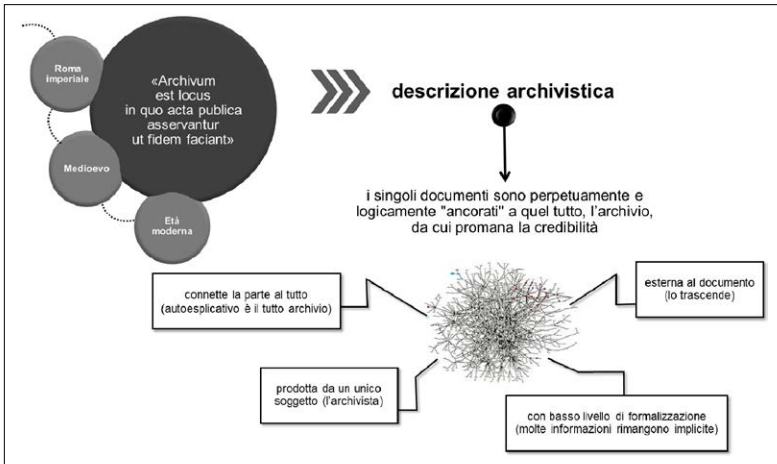 Roma
imperiale
«Archivum
est locus
in quo acta publica
asservantur
ut fidem faciant»
Medioevo
Età
moderna
descrizione archivistica
i singoli documenti sono perpetuamente e
logicamente "ancorati" a quel tutto, l'archivio,
da cui promana la credibilità
connette la parte al tutto
(autoesplicativo è il tutto archivio)
esterna al documento
(lo trascende)
prodotta da un unico
soggetto (l'archivista)
con basso livello di formalizzazione
(molte informazioni rimangono implicite)